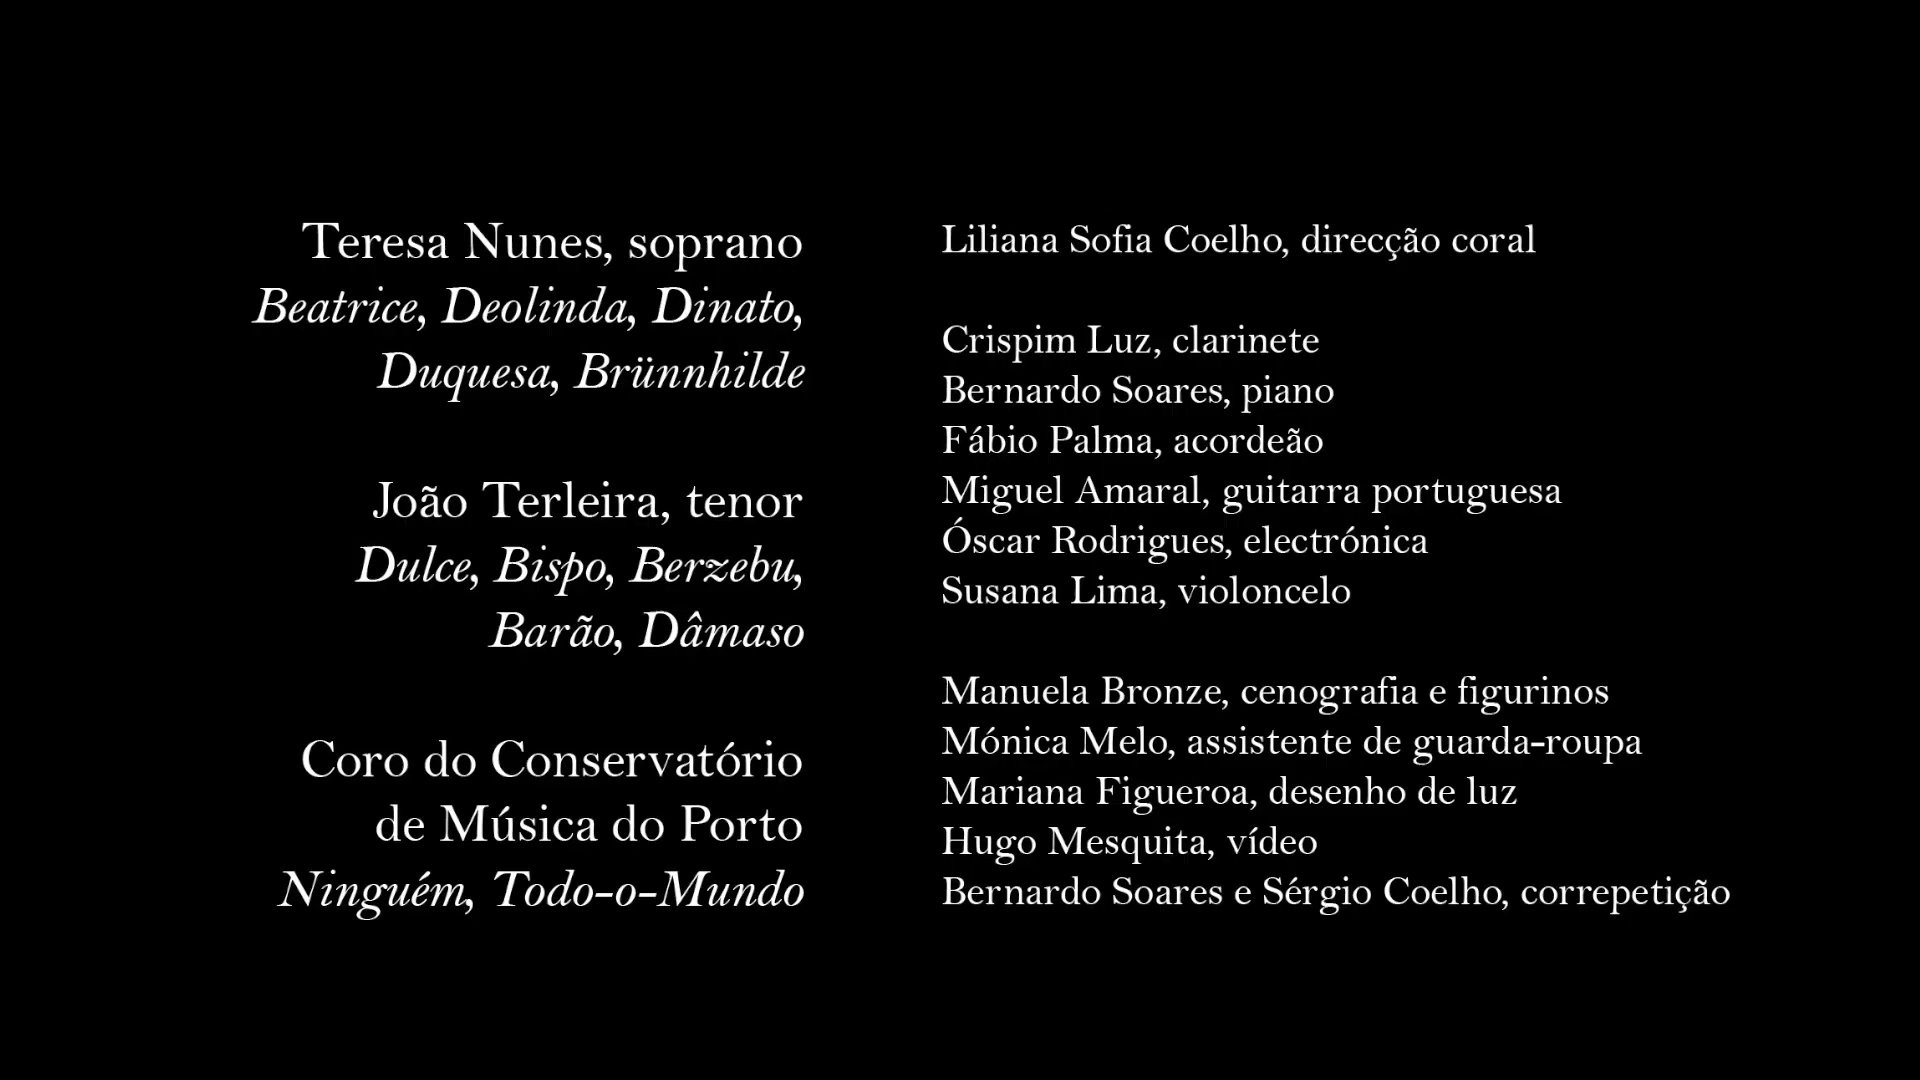 Teresa Nunes, soprano
Beatrice, Deolinda, Dinato,
Duquesa, Brünnhilde
João Terleira, tenor
Dulce, Bispo, Berzebu,
Barão, Dâmaso
Coro do Conservatório
de Música do Porto
Ninguém, Todo-o-Mundo
Liliana Sofia Coelho, direcção coral
Crispim Luz, clarinete
Bernardo Soares, piano
Fábio Palma, acordeão
Miguel Amaral, guitarra portuguesa
Óscar Rodrigues, electrónica
Susana Lima, violoncelo
Manuela Bronze, cenografia e figurinos
Mónica Melo, assistente de guarda-roupa
Mariana Figueroa, desenho de luz
Hugo Mesquita, vídeo
Bernardo Soares e Sérgio Coelho, correpetição